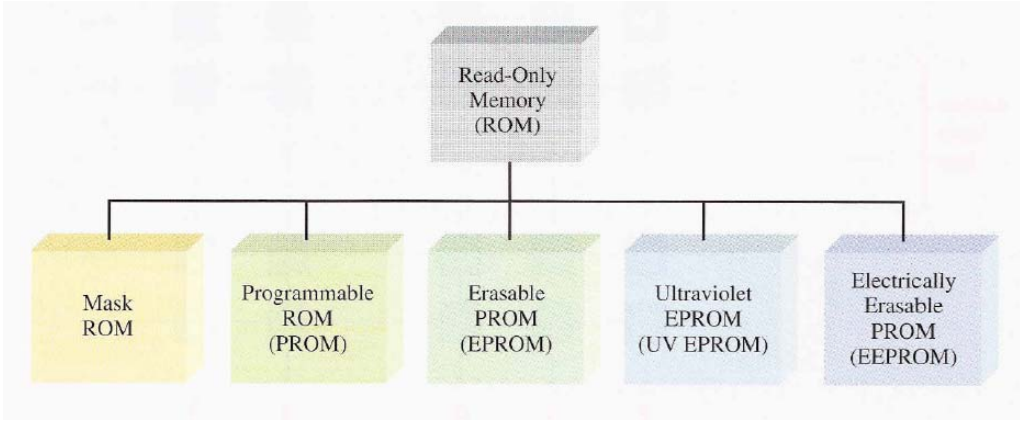 Read-Only
Memory
(ROM)
Mask
ROM
Programmable
ROM
(PROM)
Erasable
PROM
(EPROM)
Ultraviolet
EPROM
(UV EPROM)
Electrically
Erasable
PROM
(EEPROM)